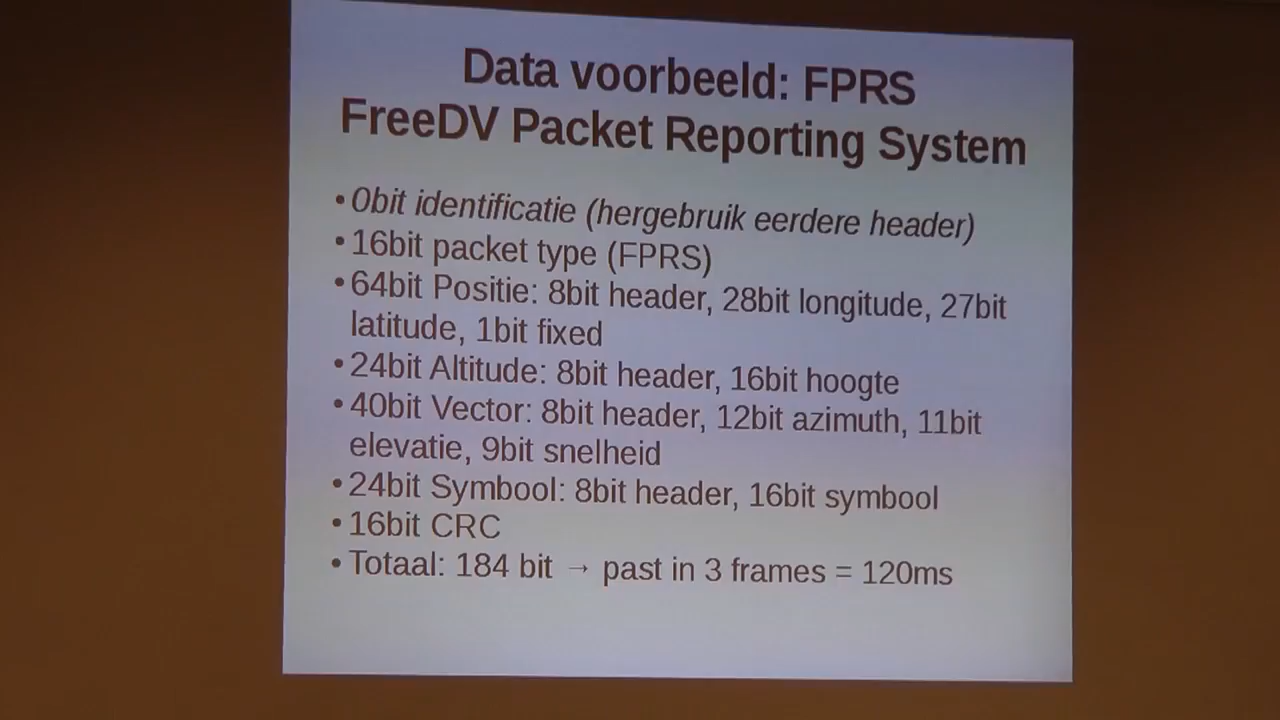 Data voorbeeld: FPRS
FreeDV Packet Reporting System
•0bit identificatie (hergebruik eerdere header)
•16bit packet type (FPRS)
•64bit Positie: 8bit header, 28bit longitude, 27bit
latitude, 1bit fixed
•24bit Altitude: 8bit header, 16bit hoogte
•40bit Vector: 8bit header, 12bit azimuth, 11bit
elevatie, 9bit snelheid
•24bit Symbool: 8bit header, 16bit symbool
•16bit CRC
•Totaal: 184 bit → past in 3 frames = 120ms